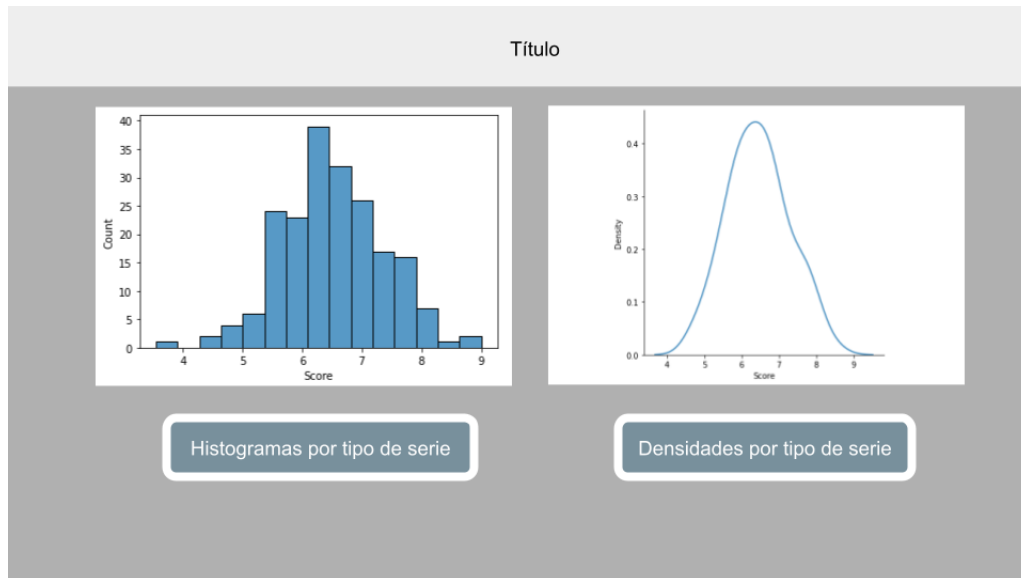 Título
40
35
30
25
20
15
10
5
0
Count
4 5 6 7 8 9
Score
0.4
0.3
0.2
0.1
0.0
Density
4 5 6 7 8 9
Score
Histogramas por tipo de serie
Densidades por tipo de serie